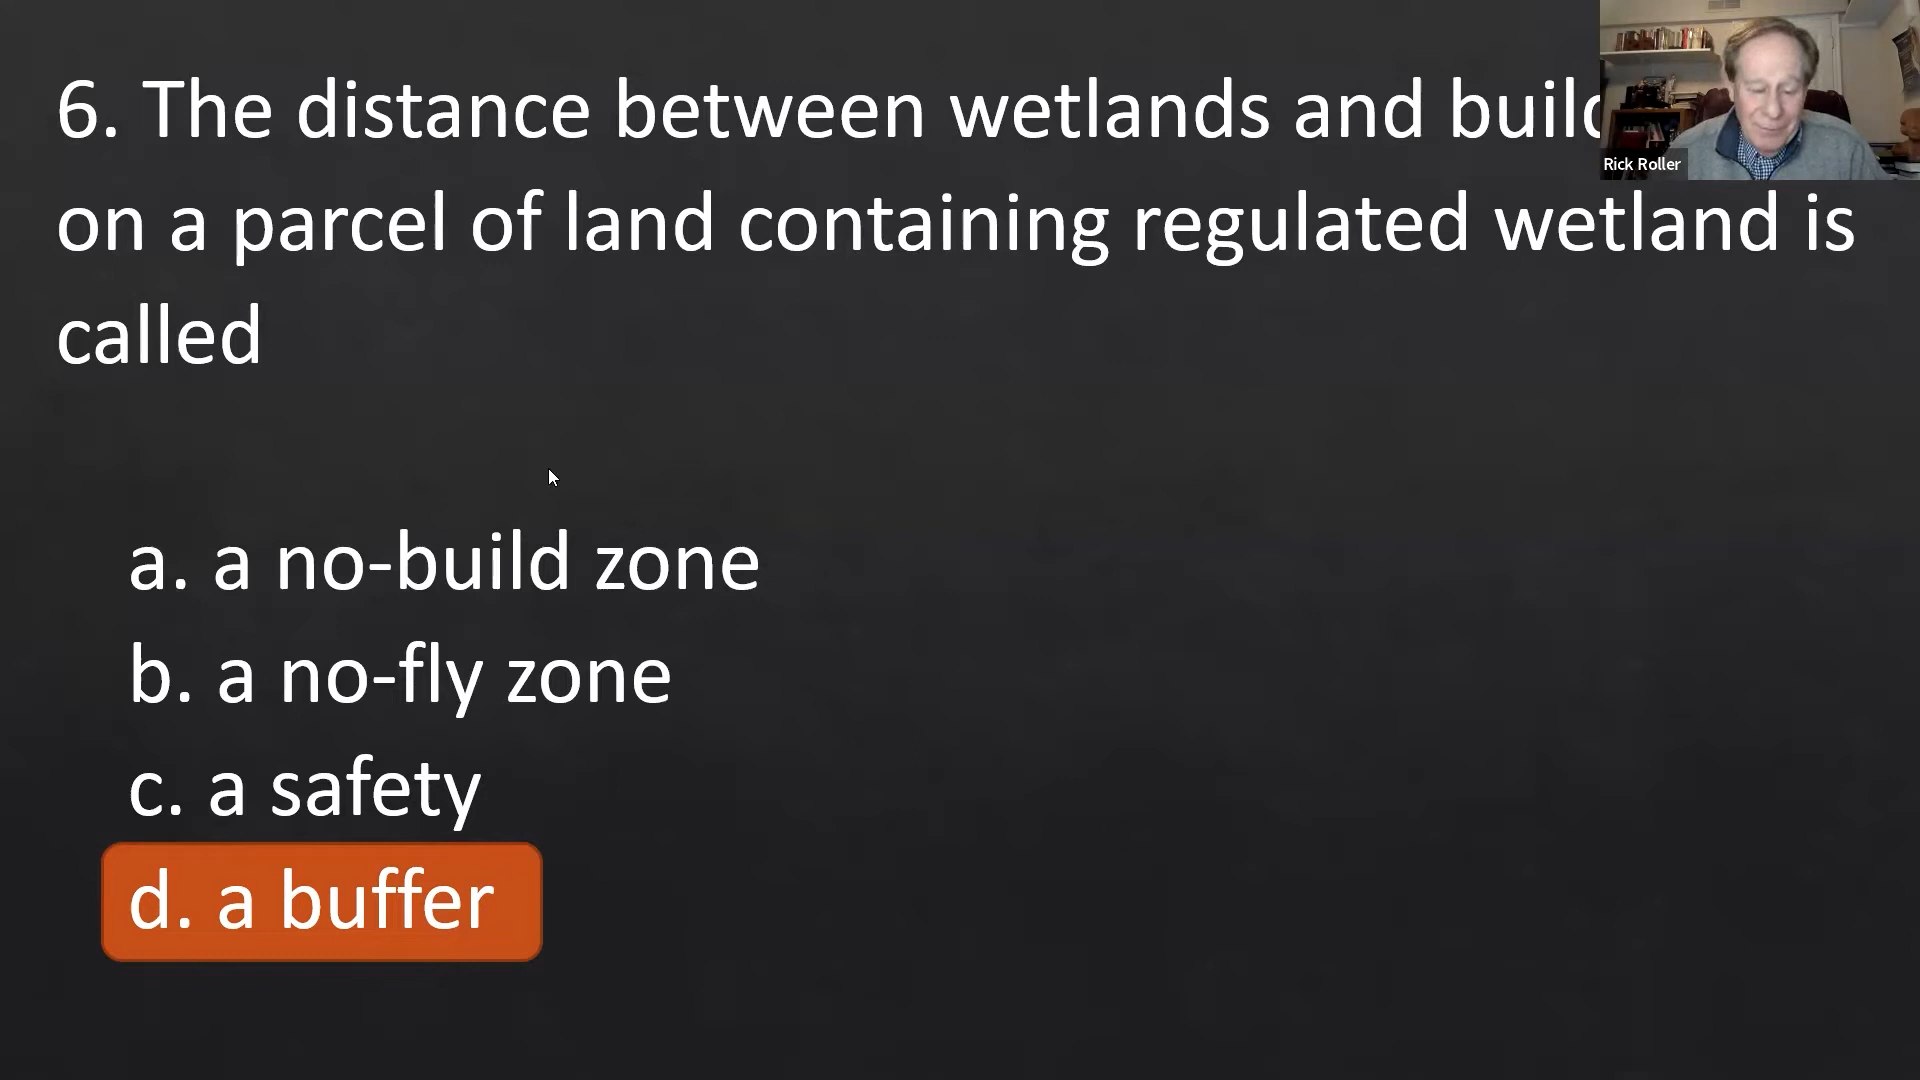 6. The distance between wetlands and
on a parcel of land containing regulated wetland is
called
a. a no-build zone
b. a no-fly zone
c. a safety
d. a buffer
Rick Roller